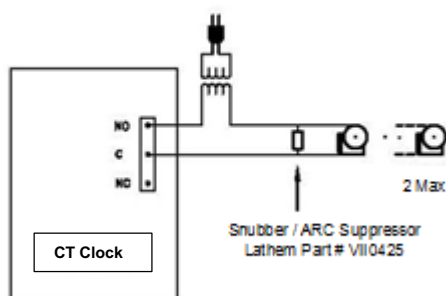 NO
C
NC
2 Max
Snubber / ARC Suppressor
Lathem Part # VII0425
CT Clock